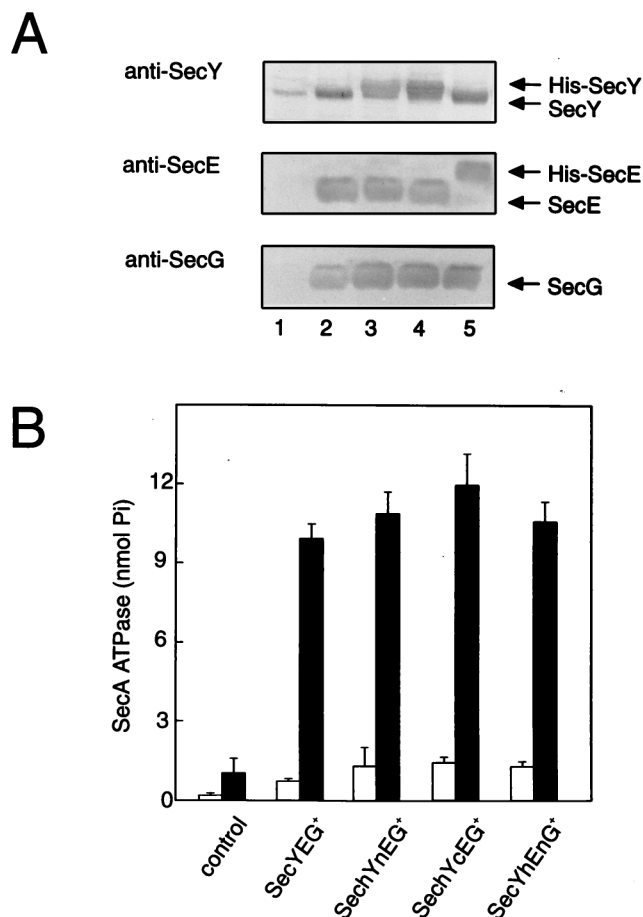 A
anti-SecY
His-SecY
SecY
anti-SecE
His-SecE
SecE
anti-SecG
SecG
1 2 3 4 5
B
SecA ATPase (nmol Pi)
12
9
6
3
0
control
SecYEG⁺
SechYnEG⁺
SechYcEG⁺
SecYhEnG⁺